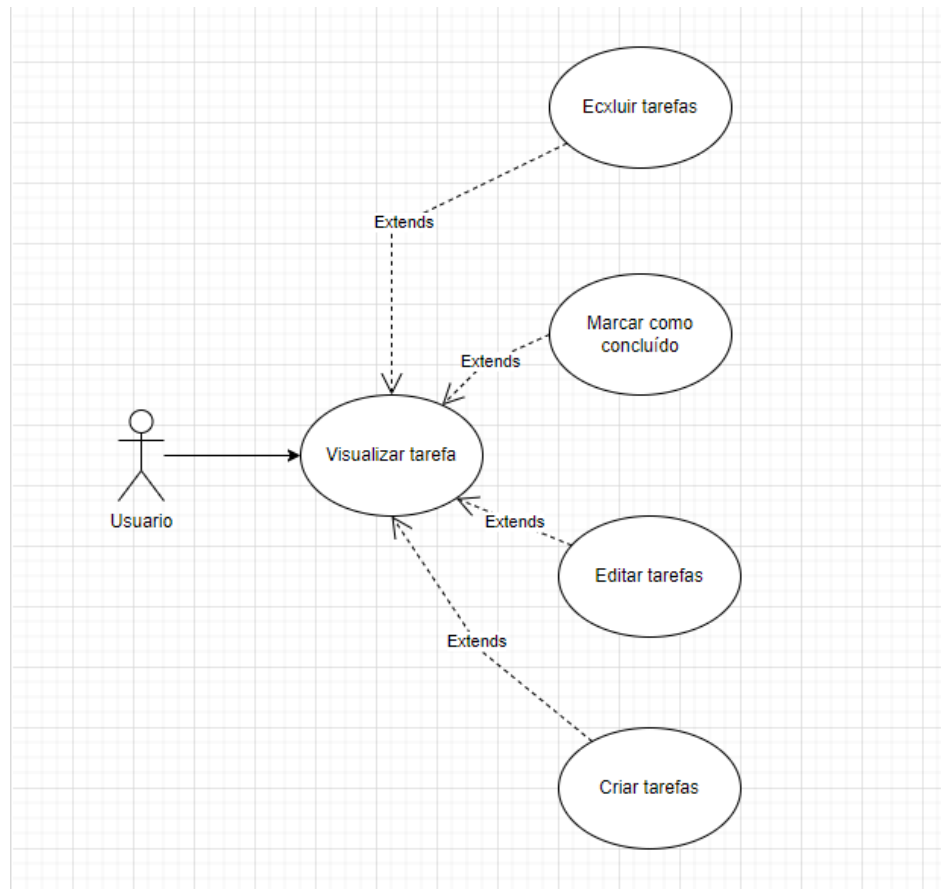 Ecxluir tarefas
Extends
Marcar como
concluído
Extends
Visualizar tarefa
Usuario
Extends
Editar tarefas
Extends
Criar tarefas